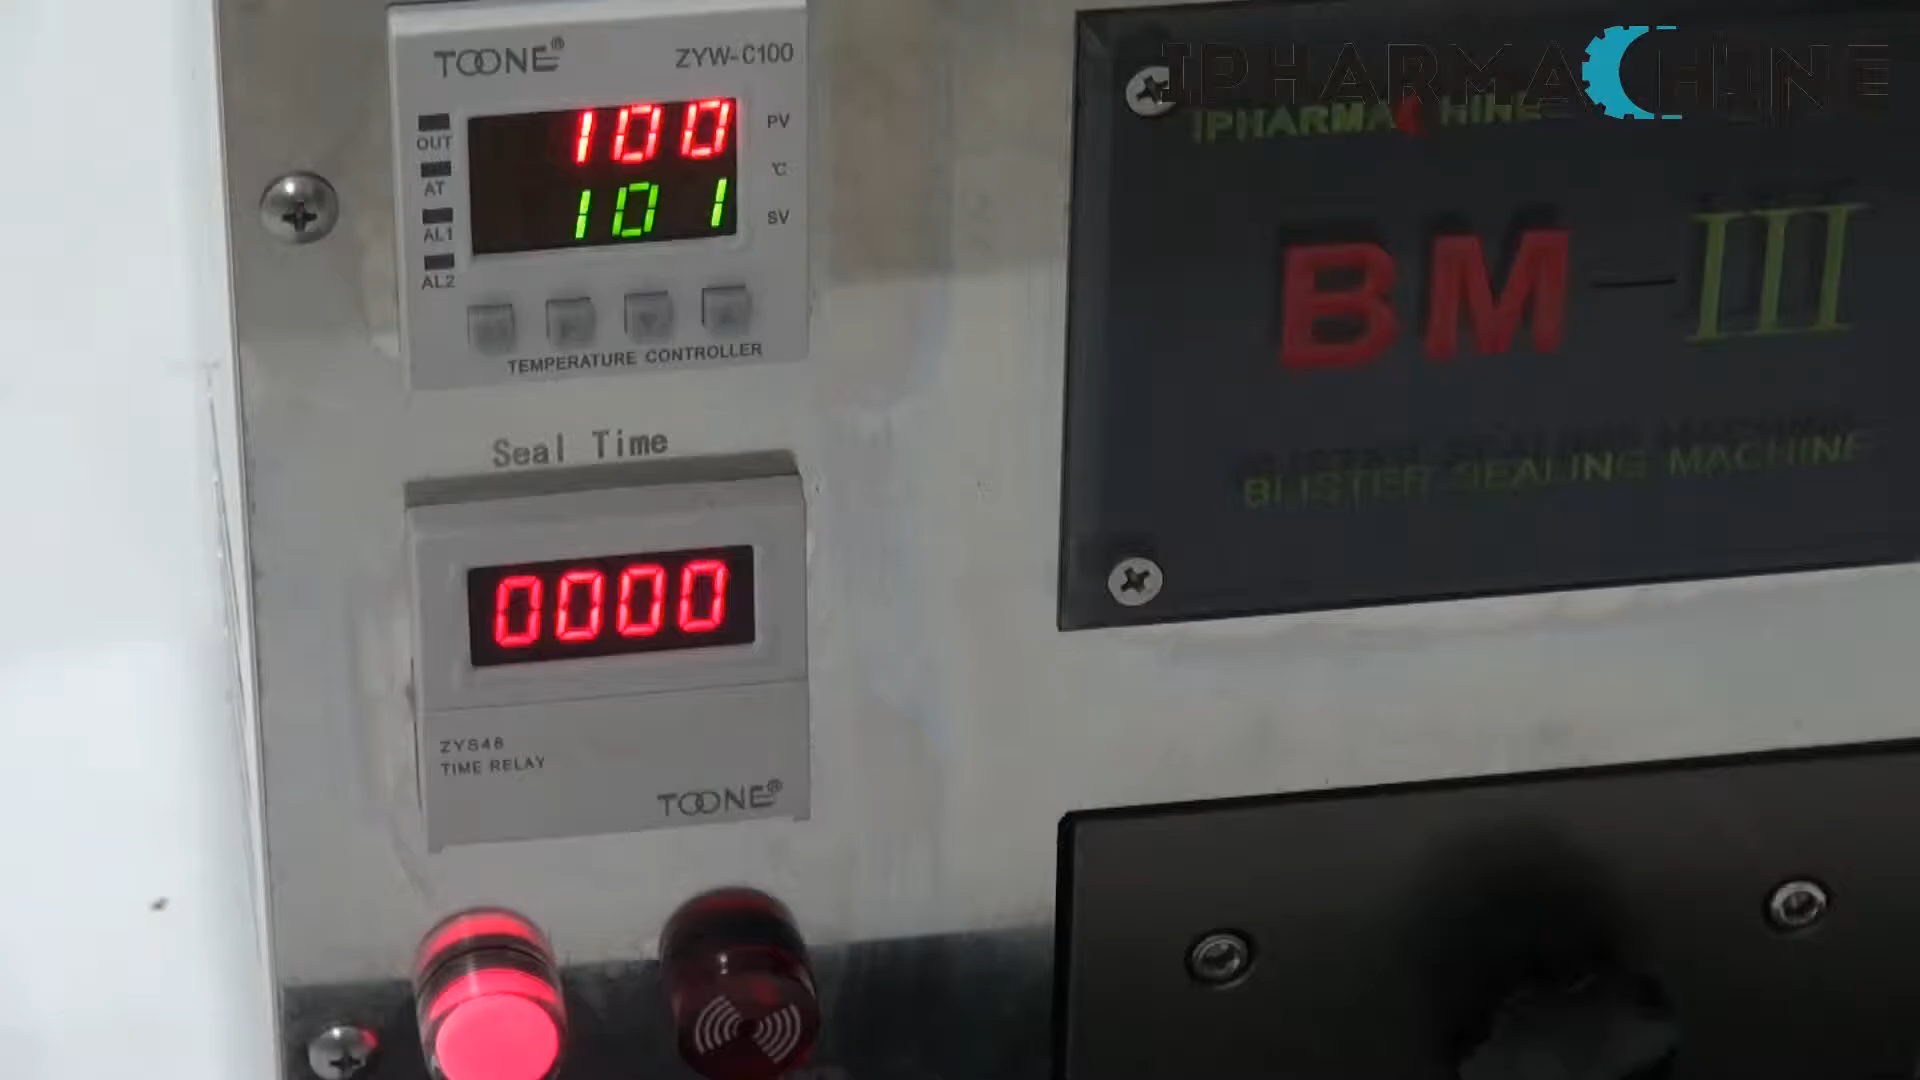 TOONE® ZYW-C100
OUT
AT
AL1
AL2
100 PV
℃
101 SV
TEMPERATURE CONTROLLER
Seal Time
0000
ZYS48
TIME RELAY
TOONE®
IPHARMACHINE
IPHARMACHINE
BM-III
BLISTER SEALING MACHINE